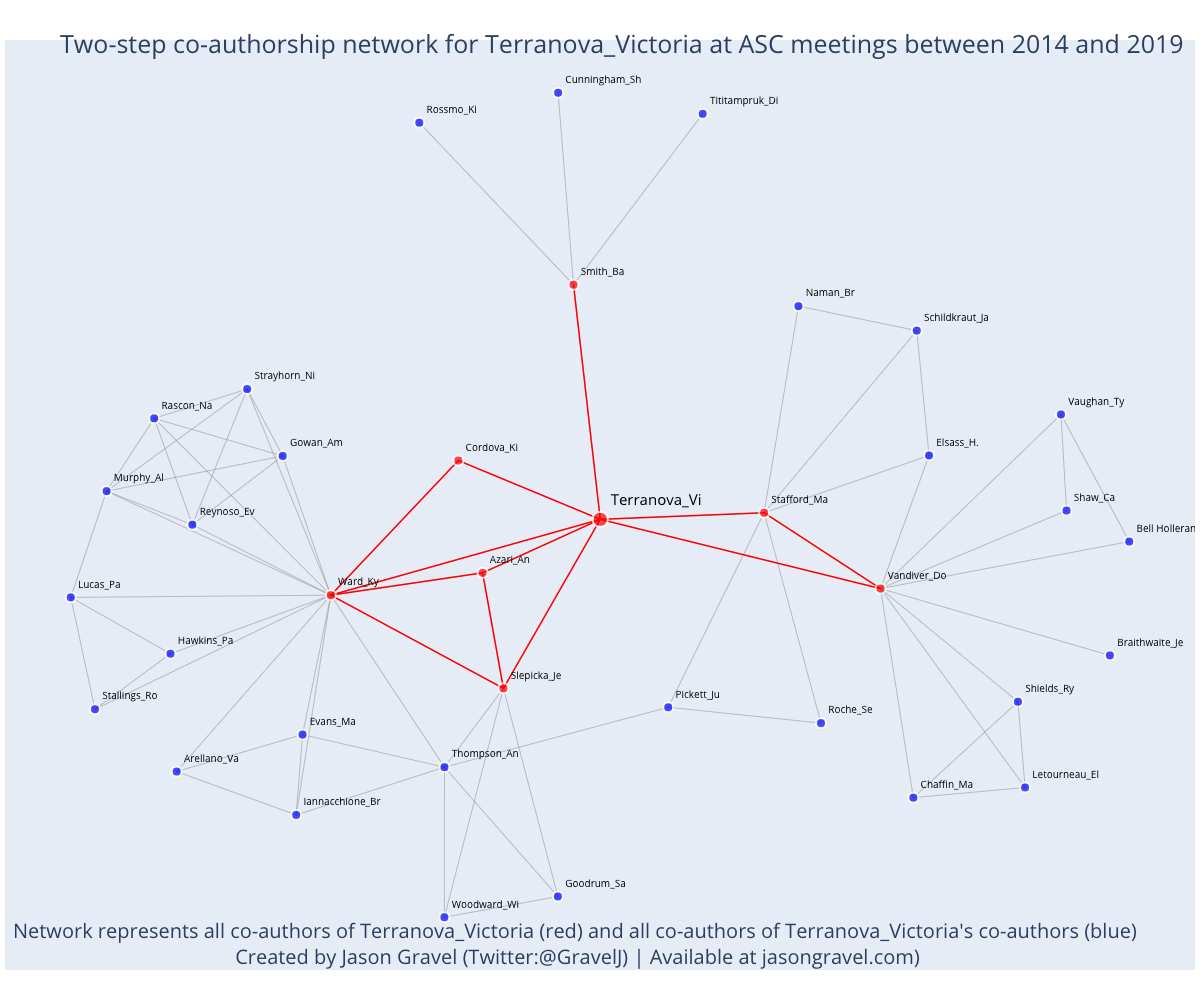 Two-step co-authorship network for Terranova_Victoria at ASC meetings between 2014 and 2019
Cunningham_Sh
Tititampruk_Di
Rossmo_Ki
Smith_Ba
Naman_Br
Schildkraut_Ja
Strayhorn_Ni
Rascon_Na
Vaughan_Ty
Gowan_Am
Elsass_H.
Cordova_Ki
Murphy_Al
Terranova_Vi
Stafford_Ma
Shaw_Ca
Reynoso_Ev
Bell Holleran
Azari_An
Vandiver_Do
Ward_Ky
Lucas_Pa
Hawkins_Pa
Braithwaite_Je
Slepicka_Je
Shields_Ry
Stallings_Ro
Pickett_Ju
Roche_Se
Evans_Ma
Thompson_An
Arellano_Va
Letourneau_El
Chaffin_Ma
Iannacchione_Br
Goodrum_Sa
Woodward_Wi
Network represents all co-authors of Terranova_Victoria (red) and all co-authors of Terranova_Victoria's co-authors (blue)
Created by Jason Gravel (Twitter:@GravelJ) | Available at jasongravel.com)